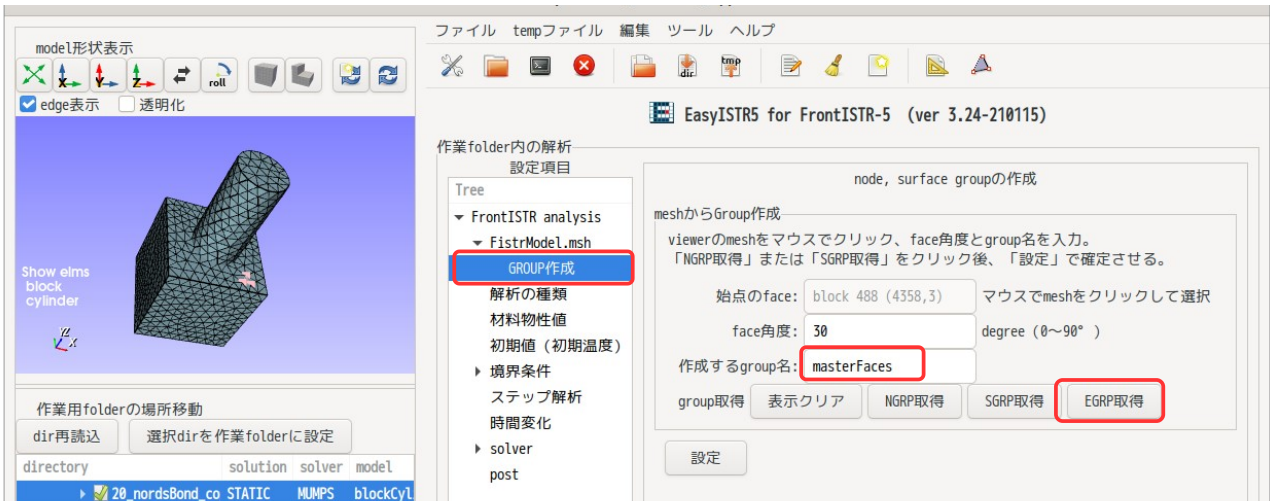 model形状表示
X Y Z roll
edge表示 透明化
Show elms
block
cylinder
YZ
X
作業用folderの場所移動
dir再読込 選択dirを作業folderに設定
directory solution solver model
20_nordsBond_co STATIC MUMPS blockCyl
ファイル tempファイル 編集 ツール ヘルプ
dir tmp
EasyISTR5 for FrontISTR-5 (ver 3.24-210115)
作業folder内の解析
設定項目
Tree
FrontISTR analysis
FistrModel.msh
GROUP作成
解析の種類
材料物性値
初期値（初期温度）
境界条件
ステップ解析
時間変化
solver
post
node, surface groupの作成
meshからGroup作成
viewerのmeshをマウスでクリック、face角度とgroup名を入力。
「NGRP取得」または「SGRP取得」をクリック後、「設定」で確定させる。
始点のface: block 488 (4358,3) マウスでmeshをクリックして選択
face角度: 30 degree (0～90° )
作成するgroup名: masterFaces
group取得 表示クリア NGRP取得 SGRP取得 EGRP取得
設定